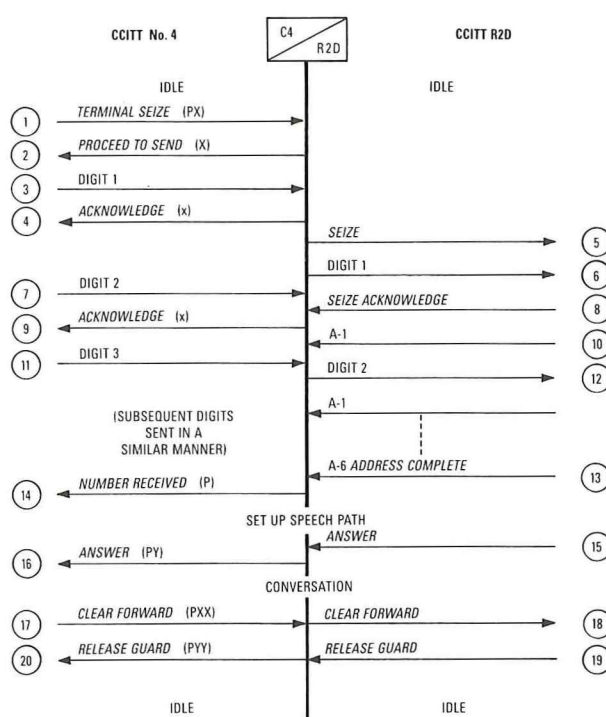 CCITT No. 4
C4
R2D
CCITT R2D
IDLE
IDLE
1
TERMINAL SEIZE (PX)
2
PROCEED TO SEND (X)
3
DIGIT 1
4
ACKNOWLEDGE (x)
SEIZE
5
DIGIT 1
6
7
DIGIT 2
SEIZE ACKNOWLEDGE
8
9
ACKNOWLEDGE (x)
A-1
10
11
DIGIT 3
DIGIT 2
12
A-1
(SUBSEQUENT DIGITS
SENT IN A
SIMILAR MANNER)
A-6 ADDRESS COMPLETE
13
14
NUMBER RECEIVED (P)
SET UP SPEECH PATH
ANSWER
15
16
ANSWER (PY)
CONVERSATION
17
CLEAR FORWARD (PXX)
CLEAR FORWARD
18
20
RELEASE GUARD (PYY)
RELEASE GUARD
19
IDLE
IDLE